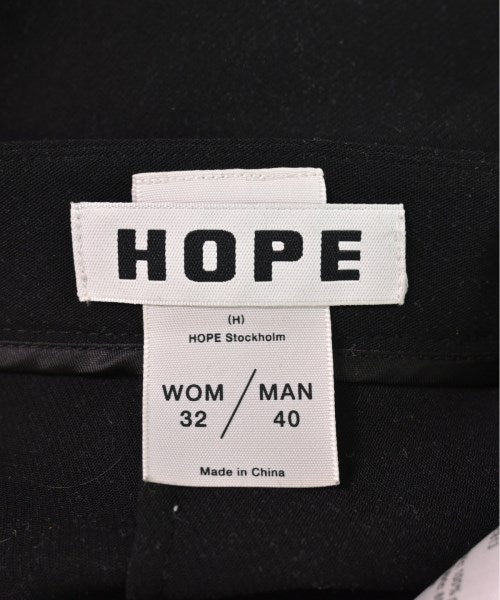 HOPE
(H)
HOPE Stockholm
WOM / MAN
32 40
Made in China